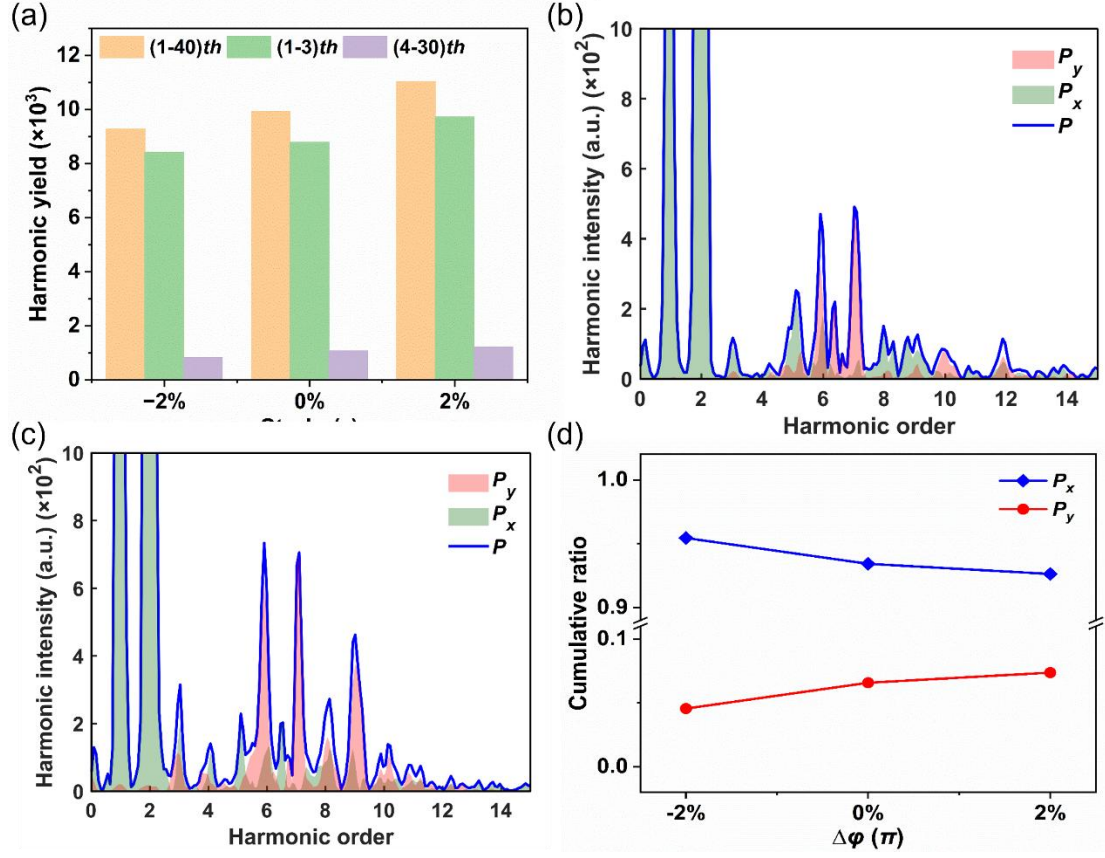 (a)
(1-40)th (1-3)th (4-30)th
Harmonic yield (×10³)
12
10
8
6
4
2
0
−2% 0% 2%
(b)
Harmonic intensity (a.u.) (×10²)
10
8
6
4
2
0
P_y
P_x
P
0 2 4 6 8 10 12 14
Harmonic order
(c)
Harmonic intensity (a.u.) (×10²)
10
8
6
4
2
0
P_y
P_x
P
0 2 4 6 8 10 12 14
Harmonic order
(d)
Cumulative ratio
1.0
0.9
0.1
0.0
P_x
P_y
-2% 0% 2%
Δφ (π)